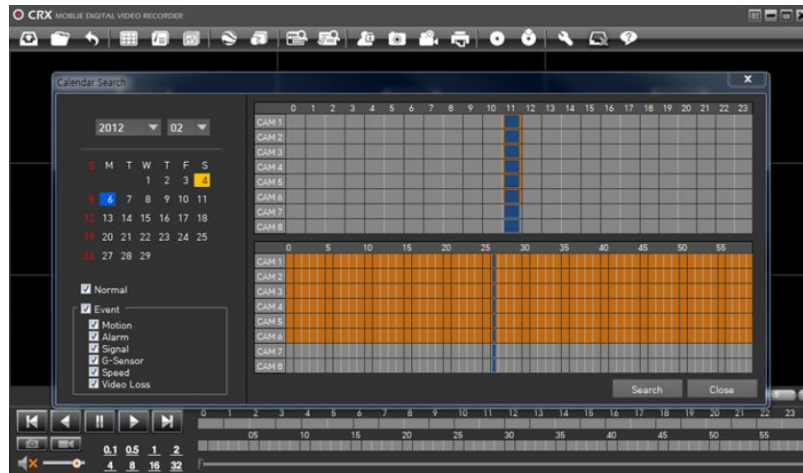 CRX MOBLIE DIGITAL VIDEO RECORDER
Calendar Search
X
2012 02
S M T W T F S
1 2 3 4
5 6 7 8 9 10 11
12 13 14 15 16 17 18
19 20 21 22 23 24 25
26 27 28 29
Normal
Event
Motion
Alarm
Signal
G-Sensor
Speed
Video Loss
0 1 2 3 4 5 6 7 8 9 10 11 12 13 14 15 16 17 18 19 20 21 22 23
CAM 1
CAM 2
CAM 3
CAM 4
CAM 5
CAM 6
CAM 7
CAM 8
0 5 10 15 20 25 30 35 40 45 50 55
CAM 1
CAM 2
CAM 3
CAM 4
CAM 5
CAM 6
CAM 7
CAM 8
Search Close
0 1 2 3 4 5 6 7 8 9 10 11 12 13 14 15 16 17 18 19 20 21 22 23
05 10 15 20 25 30 35 40 45 50 55
0.1 0.5 1 2
4 8 16 32